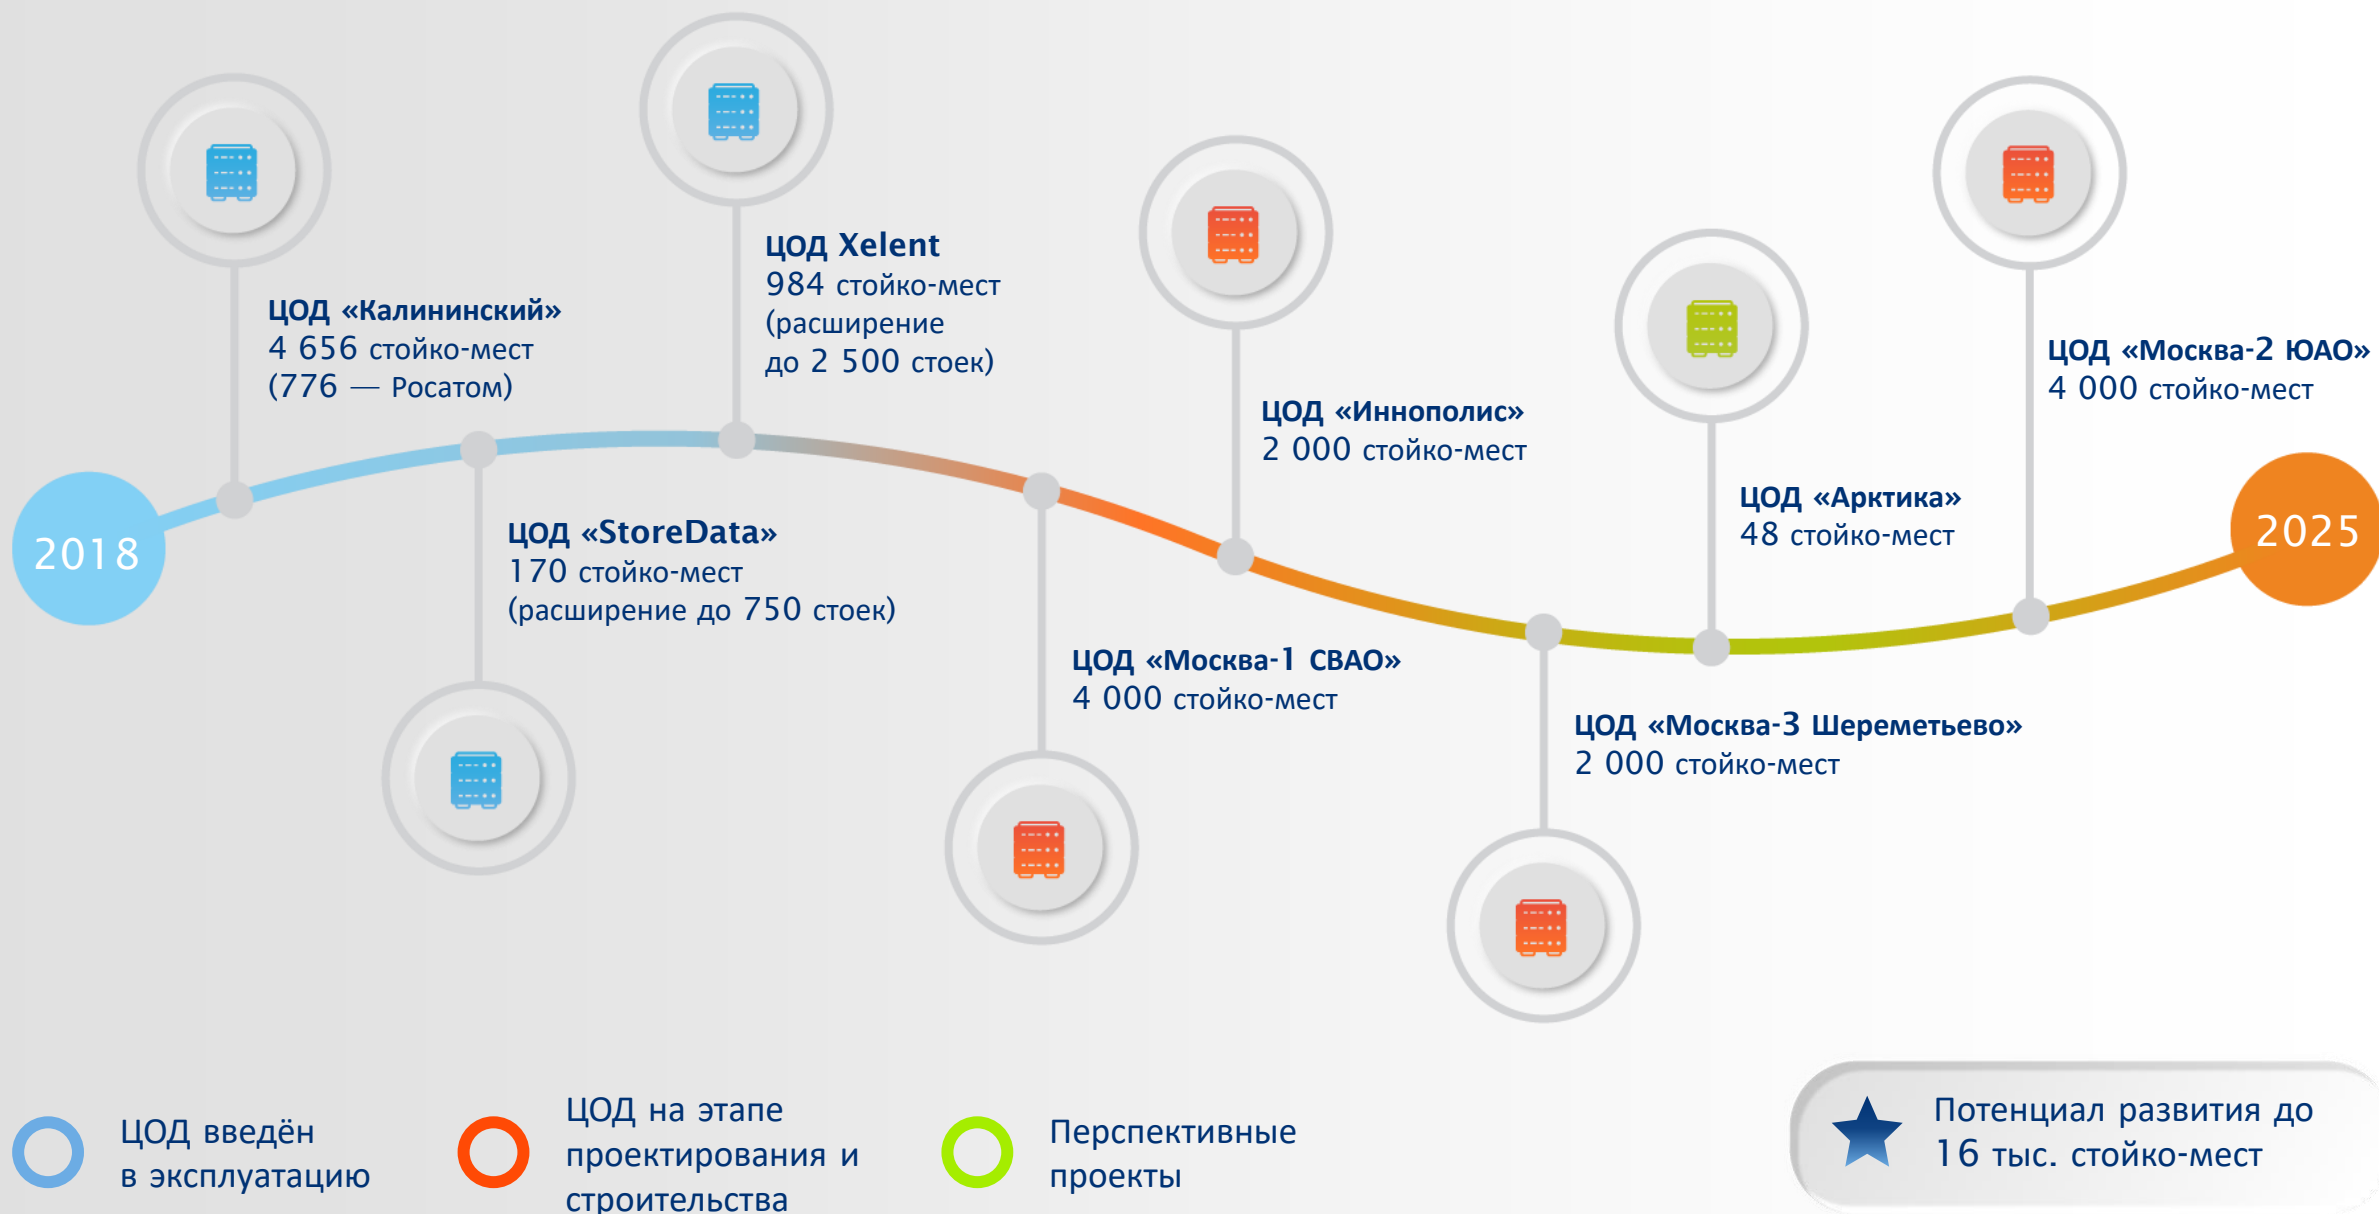 2018
ЦОД «Калининский»
4 656 стойко-мест
(776 — Росатом)
ЦОД «StoreData»
170 стойко-мест
(расширение до 750 стоек)
ЦОД Xelent
984 стойко-мест
(расширение
до 2 500 стоек)
ЦОД «Москва-1 СВАО»
4 000 стойко-мест
ЦОД «Иннополис»
2 000 стойко-мест
ЦОД «Москва-3 Шереметьево»
2 000 стойко-мест
ЦОД «Арктика»
48 стойко-мест
ЦОД «Москва-2 ЮАО»
4 000 стойко-мест
2025
ЦОД введён
в эксплуатацию
ЦОД на этапе
проектирования и
строительства
Перспективные
проекты
Потенциал развития до
16 тыс. стойко-мест